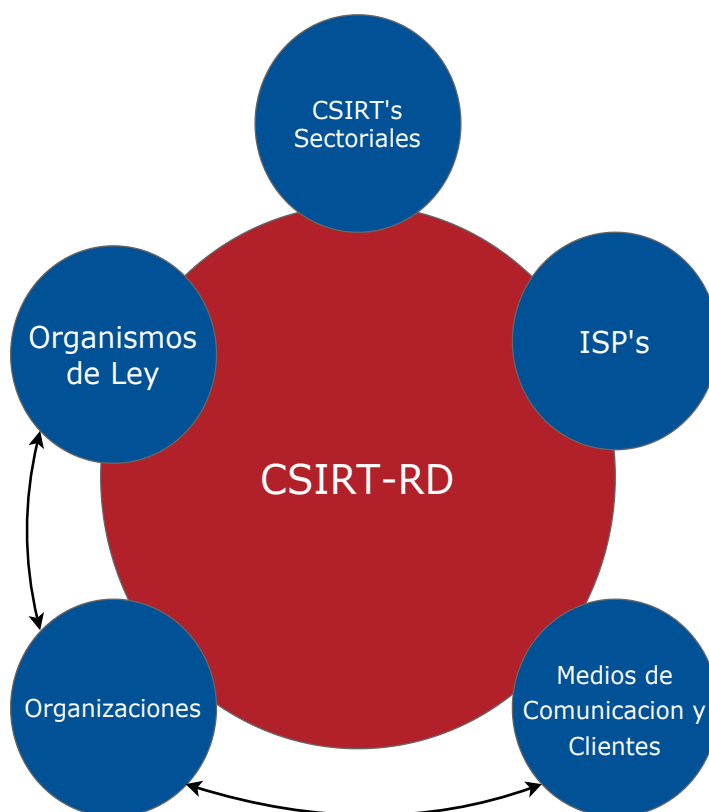 CSIRT's
Sectoriales
Organismos
de Ley
ISP's
CSIRT-RD
Organizaciones
Medios de
Comunicacion y
Clientes